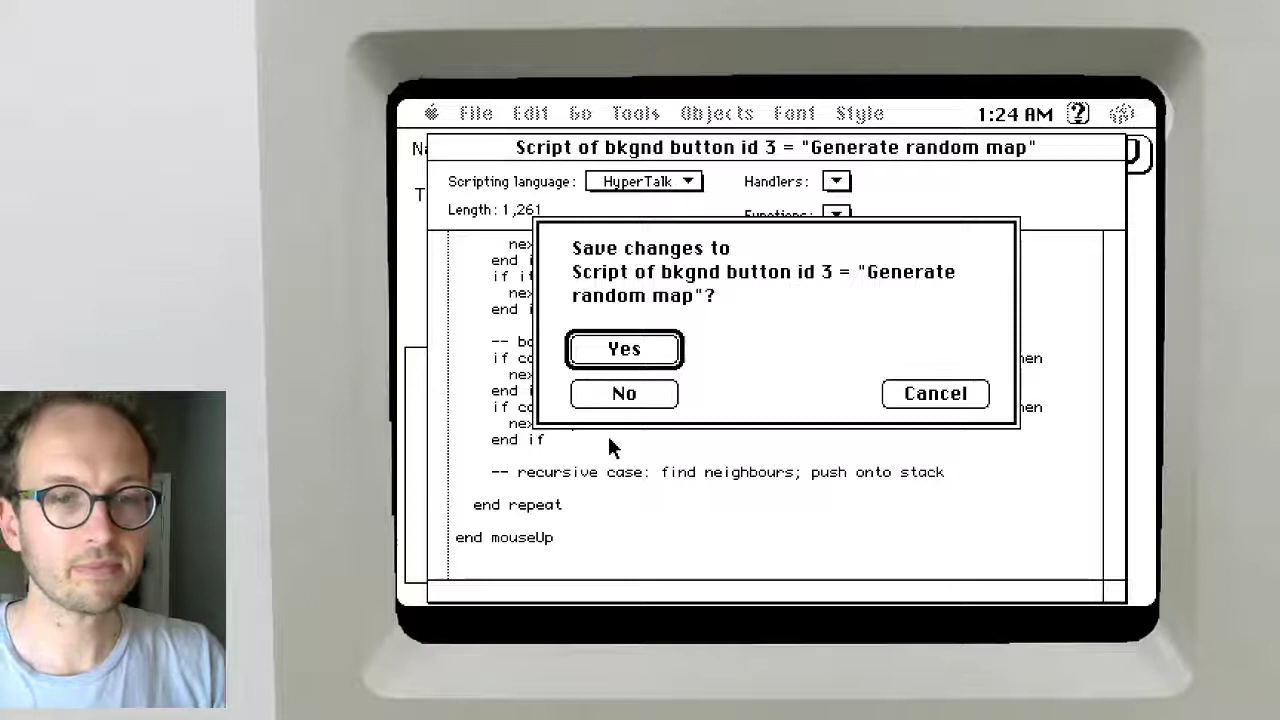 File Edit Go Tools Objects Font Style 1:24 AM
Script of bkgnd button id 3 = "Generate random map"
Scripting language: HyperTalk Handlers:
Length: 1,261 Functions:
Save changes to
Script of bkgnd button id 3 = "Generate
random map"?
Yes
No Cancel
end if
-- recursive case: find neighbours; push onto stack
end repeat
end mouseUp